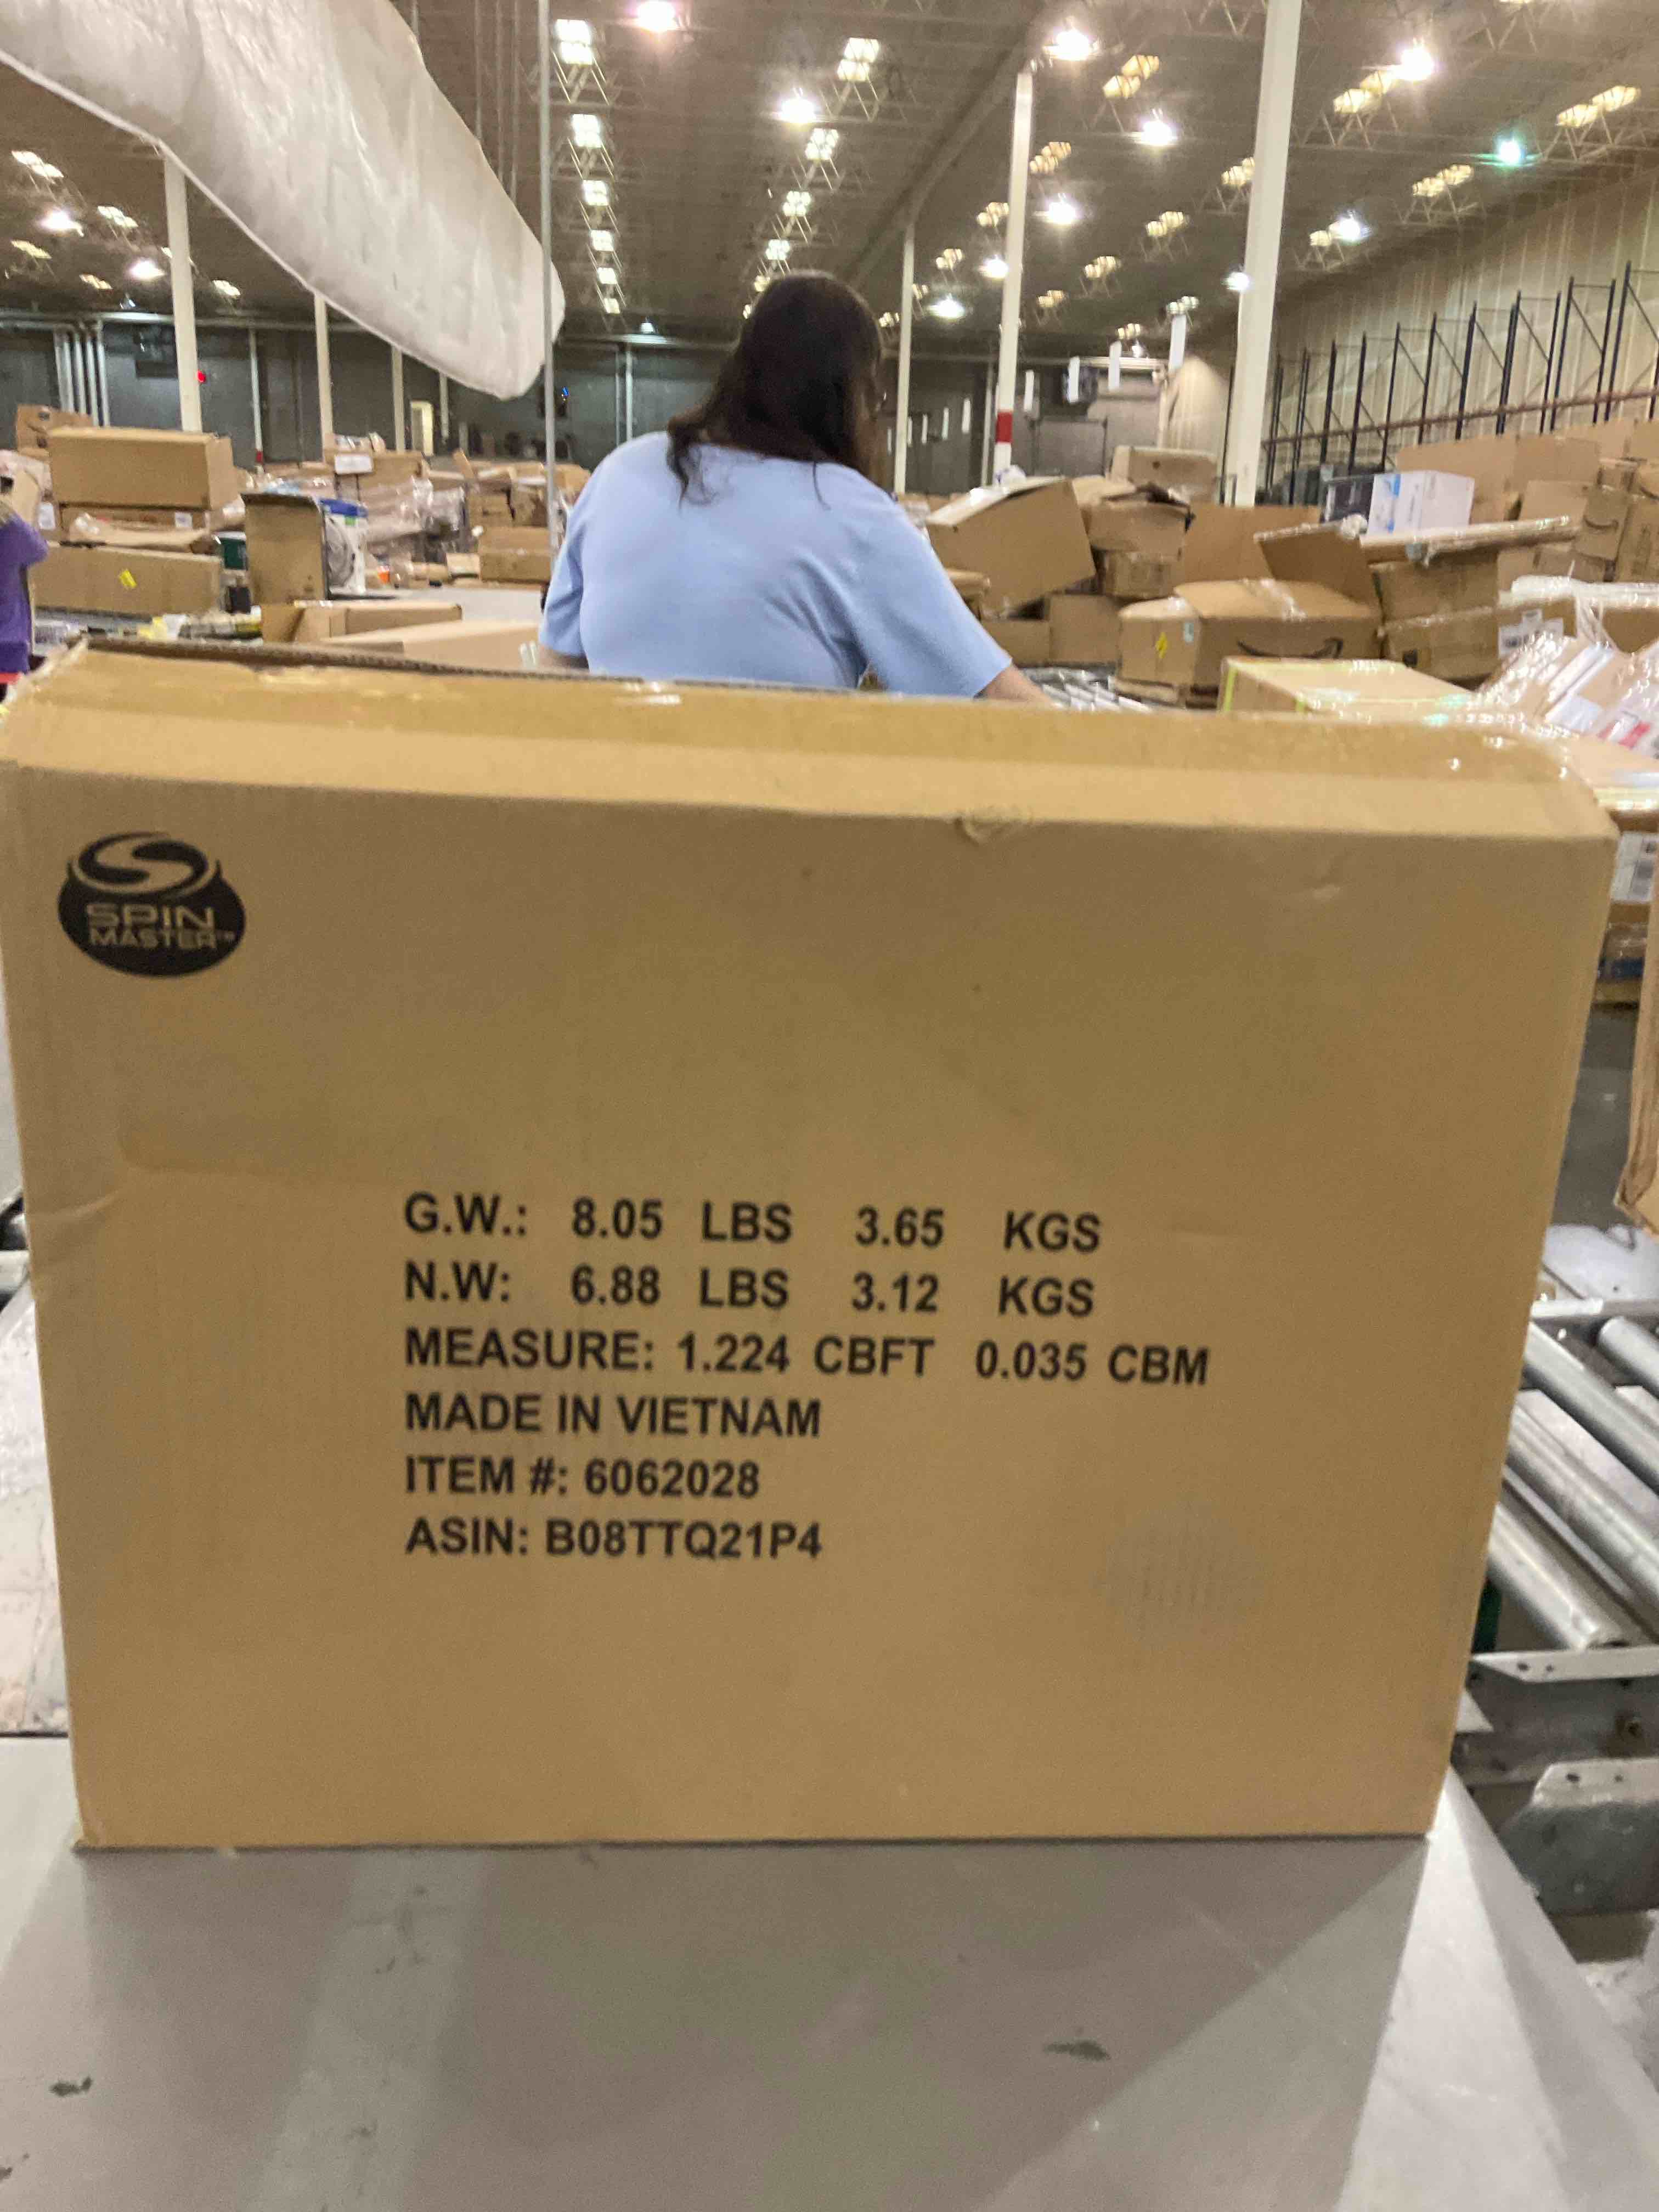 SPIN
MASTER™
G.W.: 8.05 LBS 3.65 KGS
N.W: 6.88 LBS 3.12 KGS
MEASURE: 1.224 CBFT 0.035 CBM
MADE IN VIETNAM
ITEM #: 6062028
ASIN: B08TTQ21P4